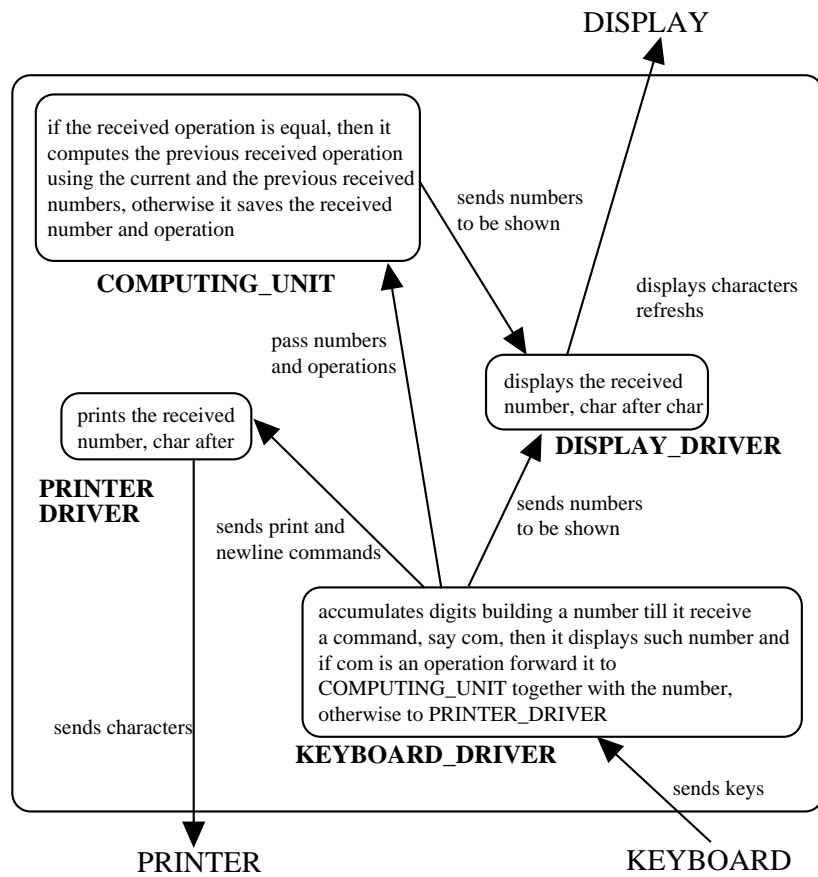 DISPLAY
if the received operation is equal, then it
computes the previous received operation
using the current and the previous received
numbers, otherwise it saves the received
number and operation
COMPUTING_UNIT
sends numbers
to be shown
displays characters
refreshs
pass numbers
and operations
displays the received
number, char after char
DISPLAY_DRIVER
prints the received
number, char after
PRINTER
DRIVER
sends print and
newline commands
sends numbers
to be shown
accumulates digits building a number till it receive
a command, say com, then it displays such number and
if com is an operation forward it to
COMPUTING_UNIT together with the number,
otherwise to PRINTER_DRIVER
KEYBOARD_DRIVER
sends characters
sends keys
PRINTER
KEYBOARD